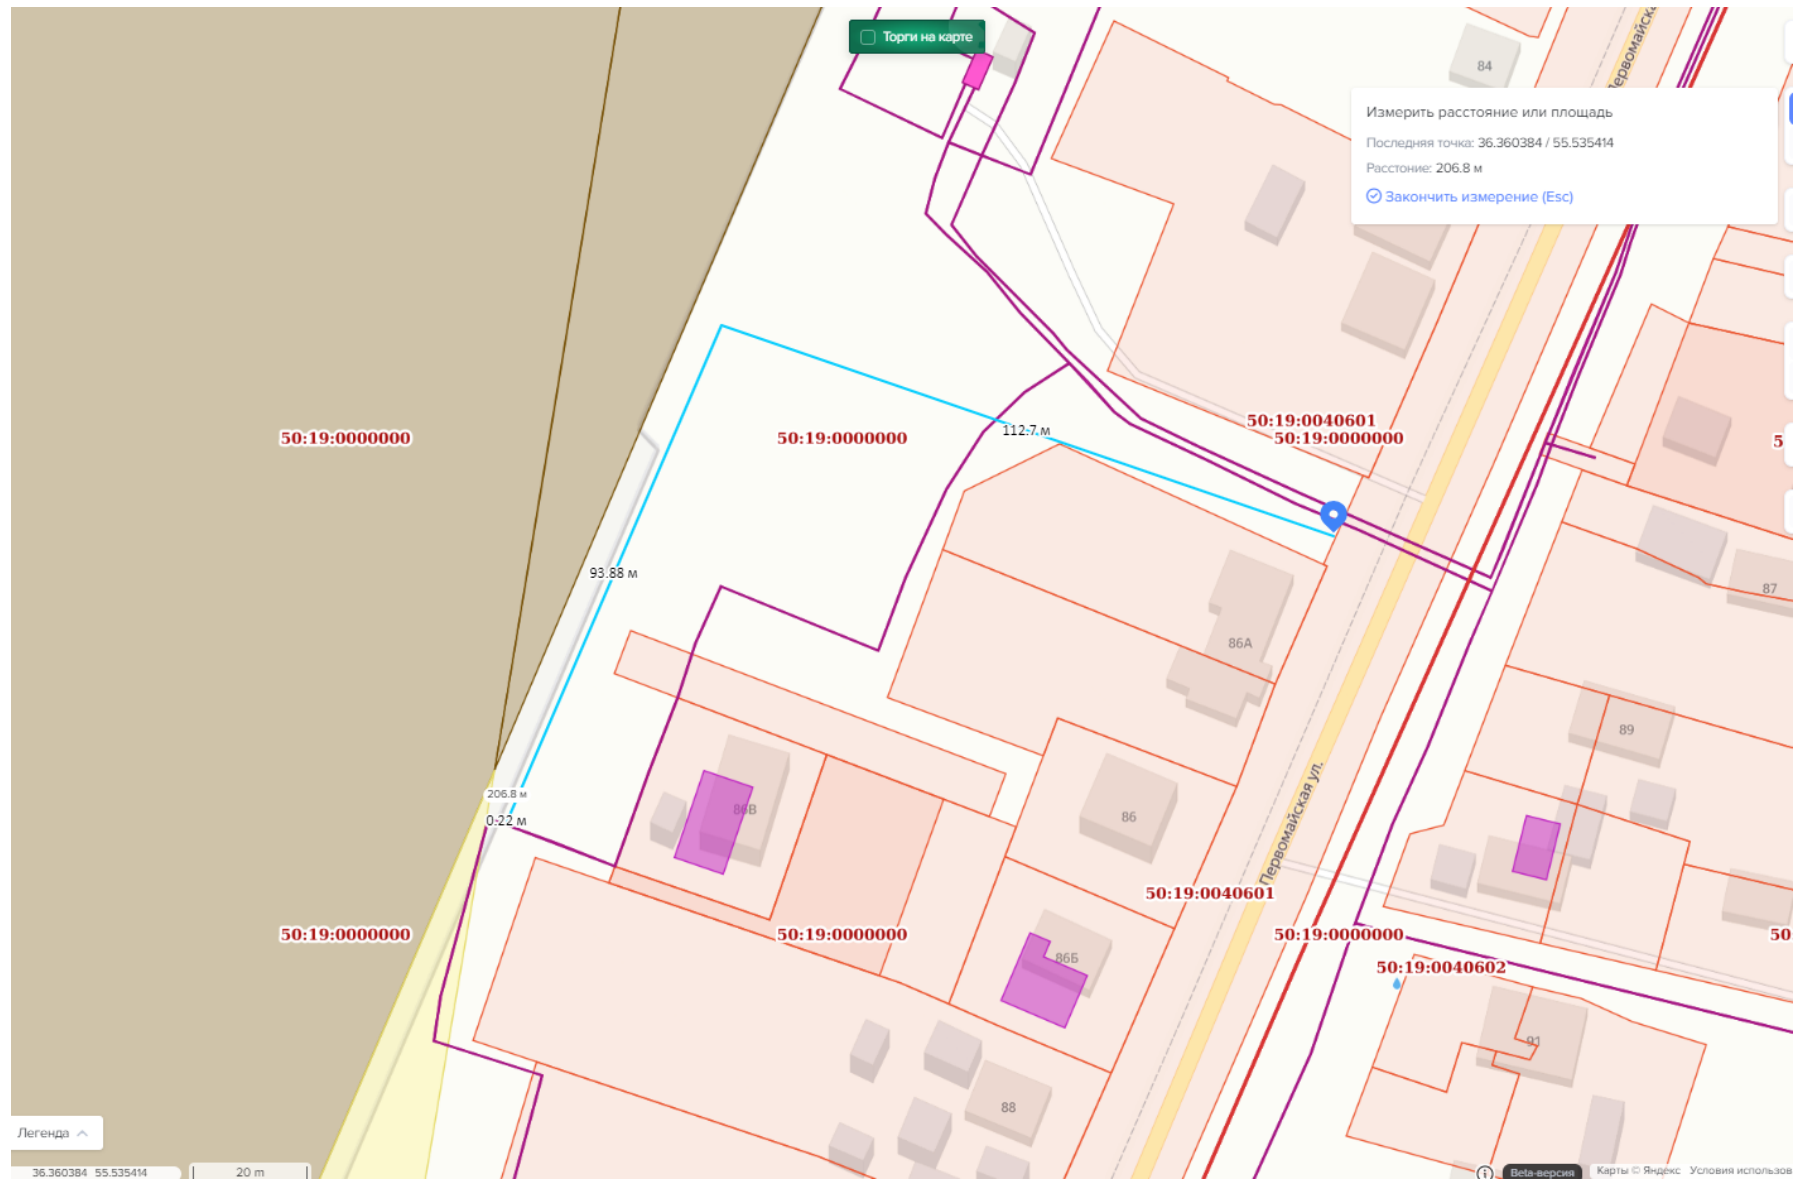 Торги на карте
Первомайска
84
Измерить расстояние или площадь
Последняя точка: 36.360384 / 55.535414
Расстоние: 206.8 м
Закончить измерение (Esc)
50:19:0000000
50:19:0000000
112.7 м
50:19:0040601
50:19:0000000
5
93.88 м
87
86А
89
206.8 м
0.22 м
86В
86
Первомайская ул.
50:19:0040601
50:19:0000000
50:19:0000000
50:19:0000000
50
86Б
50:19:0040602
91
88
Легенда
36.360384 55.535414
20 m
Beta-версия
Карты © Яндекс Условия использов